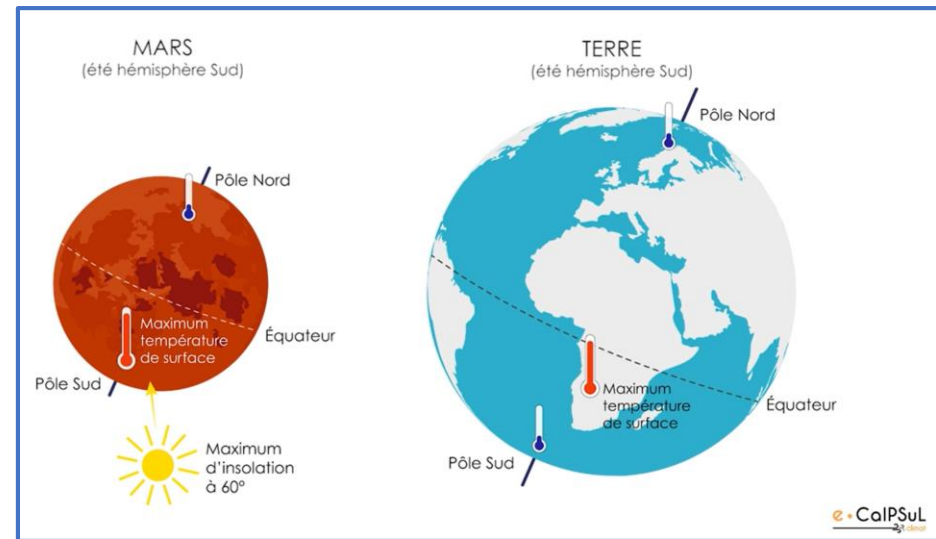 MARS
(été hémisphère Sud)
Pôle Nord
Maximum
température
de surface
Équateur
Pôle Sud
Maximum
d'insolation
à 60°
TERRE
(été hémisphère Sud)
Pôle Nord
Maximum
température
de surface
Équateur
Pôle Sud
e•CalPSuL
climat